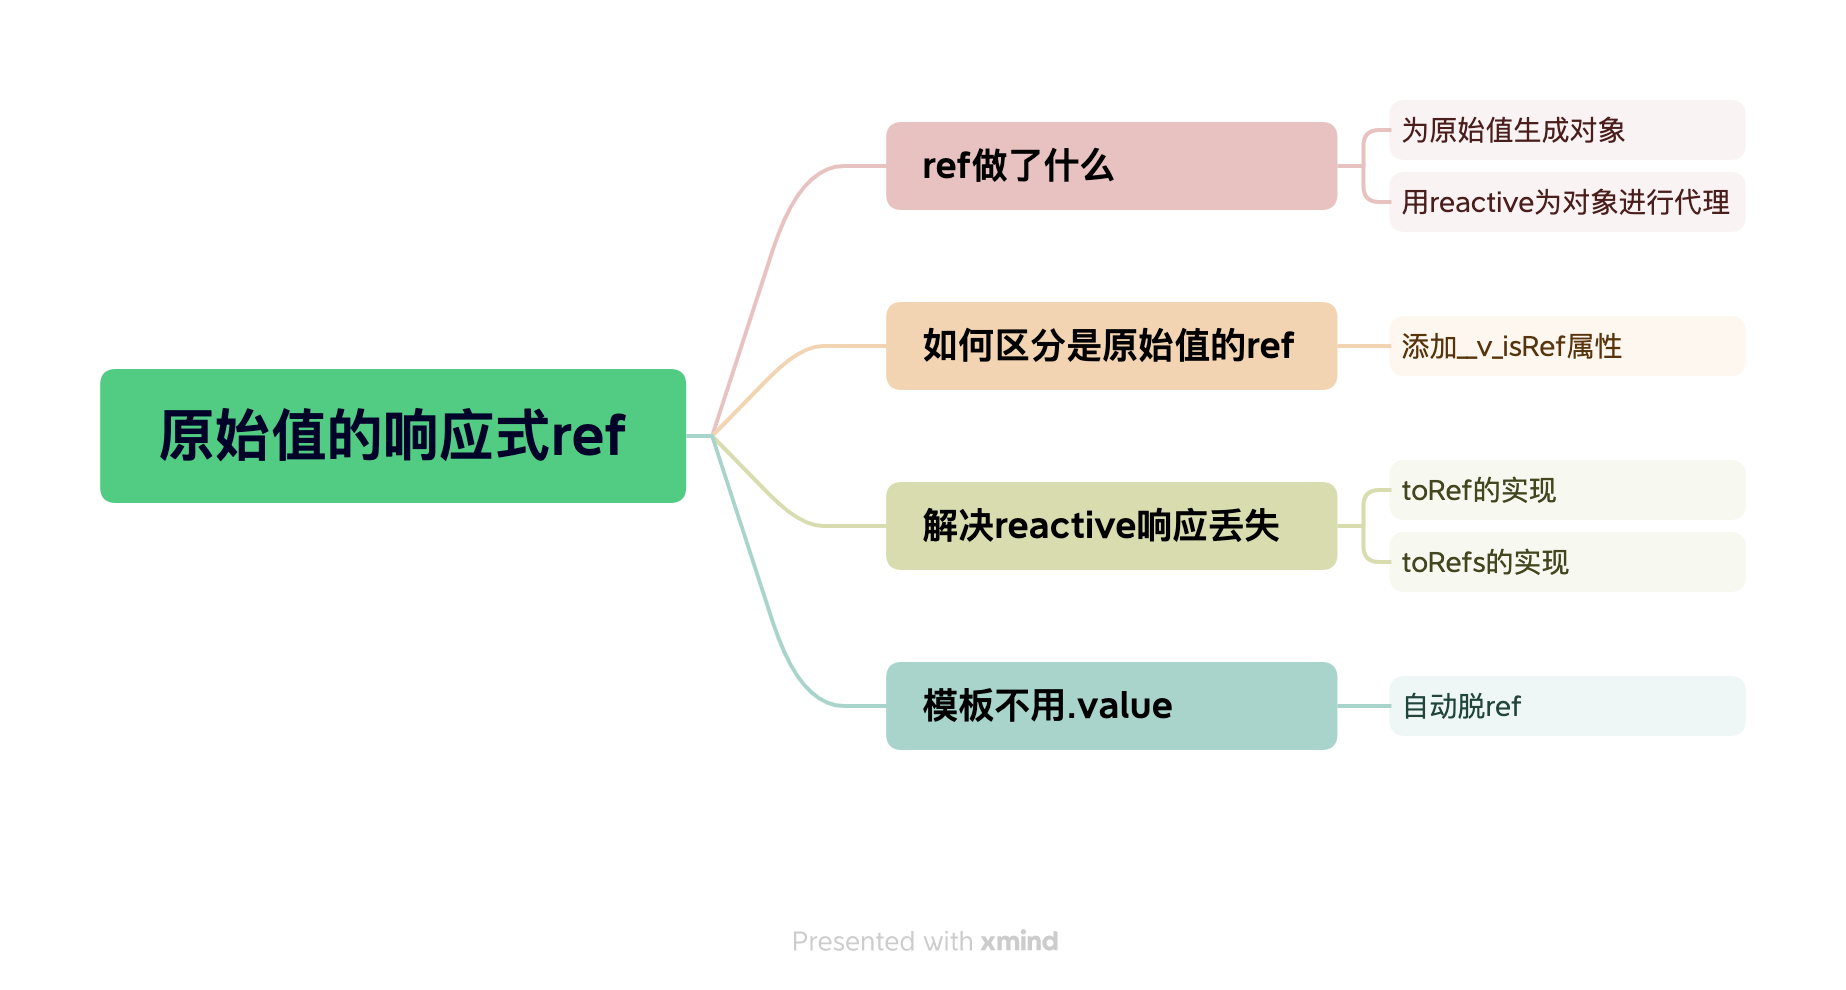 原始值的响应式ref
ref做了什么
为原始值生成对象
用reactive为对象进行代理
如何区分是原始值的ref
添加__v_isRef属性
解决reactive响应丢失
toRef的实现
toRefs的实现
模板不用.value
自动脱ref
Presented with xmind